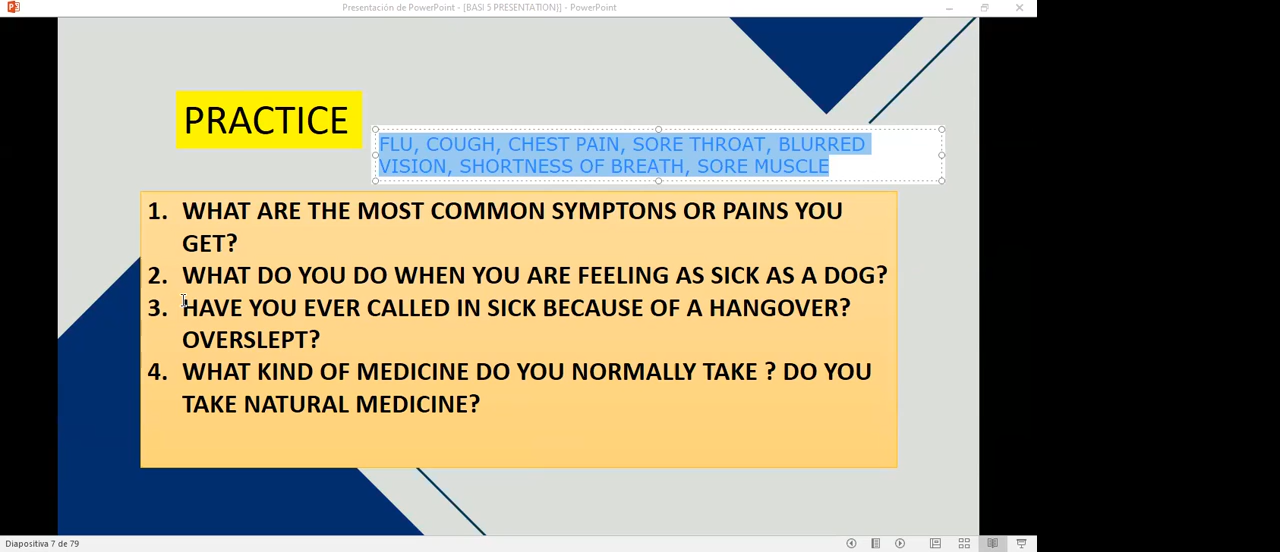 Presentación de PowerPoint - [BASI 5 PRESENTATION)] - PowerPoint
PRACTICE
FLU, COUGH, CHEST PAIN, SORE THROAT, BLURRED
VISION, SHORTNESS OF BREATH, SORE MUSCLE
1. WHAT ARE THE MOST COMMON SYMPTONS OR PAINS YOU
GET?
2. WHAT DO YOU DO WHEN YOU ARE FEELING AS SICK AS A DOG?
3. HAVE YOU EVER CALLED IN SICK BECAUSE OF A HANGOVER?
OVERSLEPT?
4. WHAT KIND OF MEDICINE DO YOU NORMALLY TAKE ? DO YOU
TAKE NATURAL MEDICINE?
Diapositiva 7 de 79